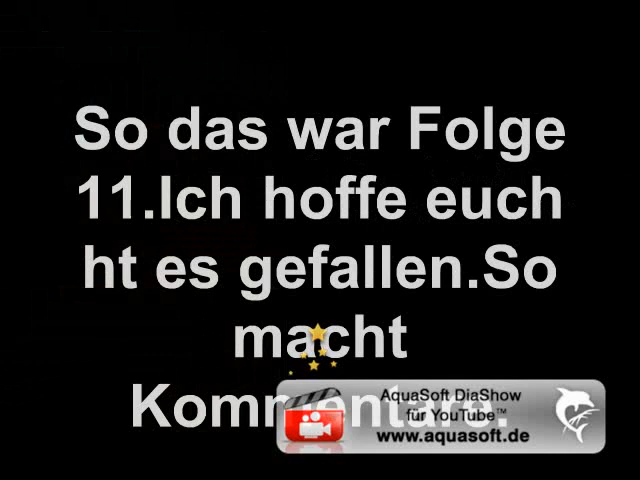 So das war Folge
11.Ich hoffe euch
ht es gefallen.So
macht
Kommentare.
AquaSoft DiaShow
für YouTube™
www.aquasoft.de